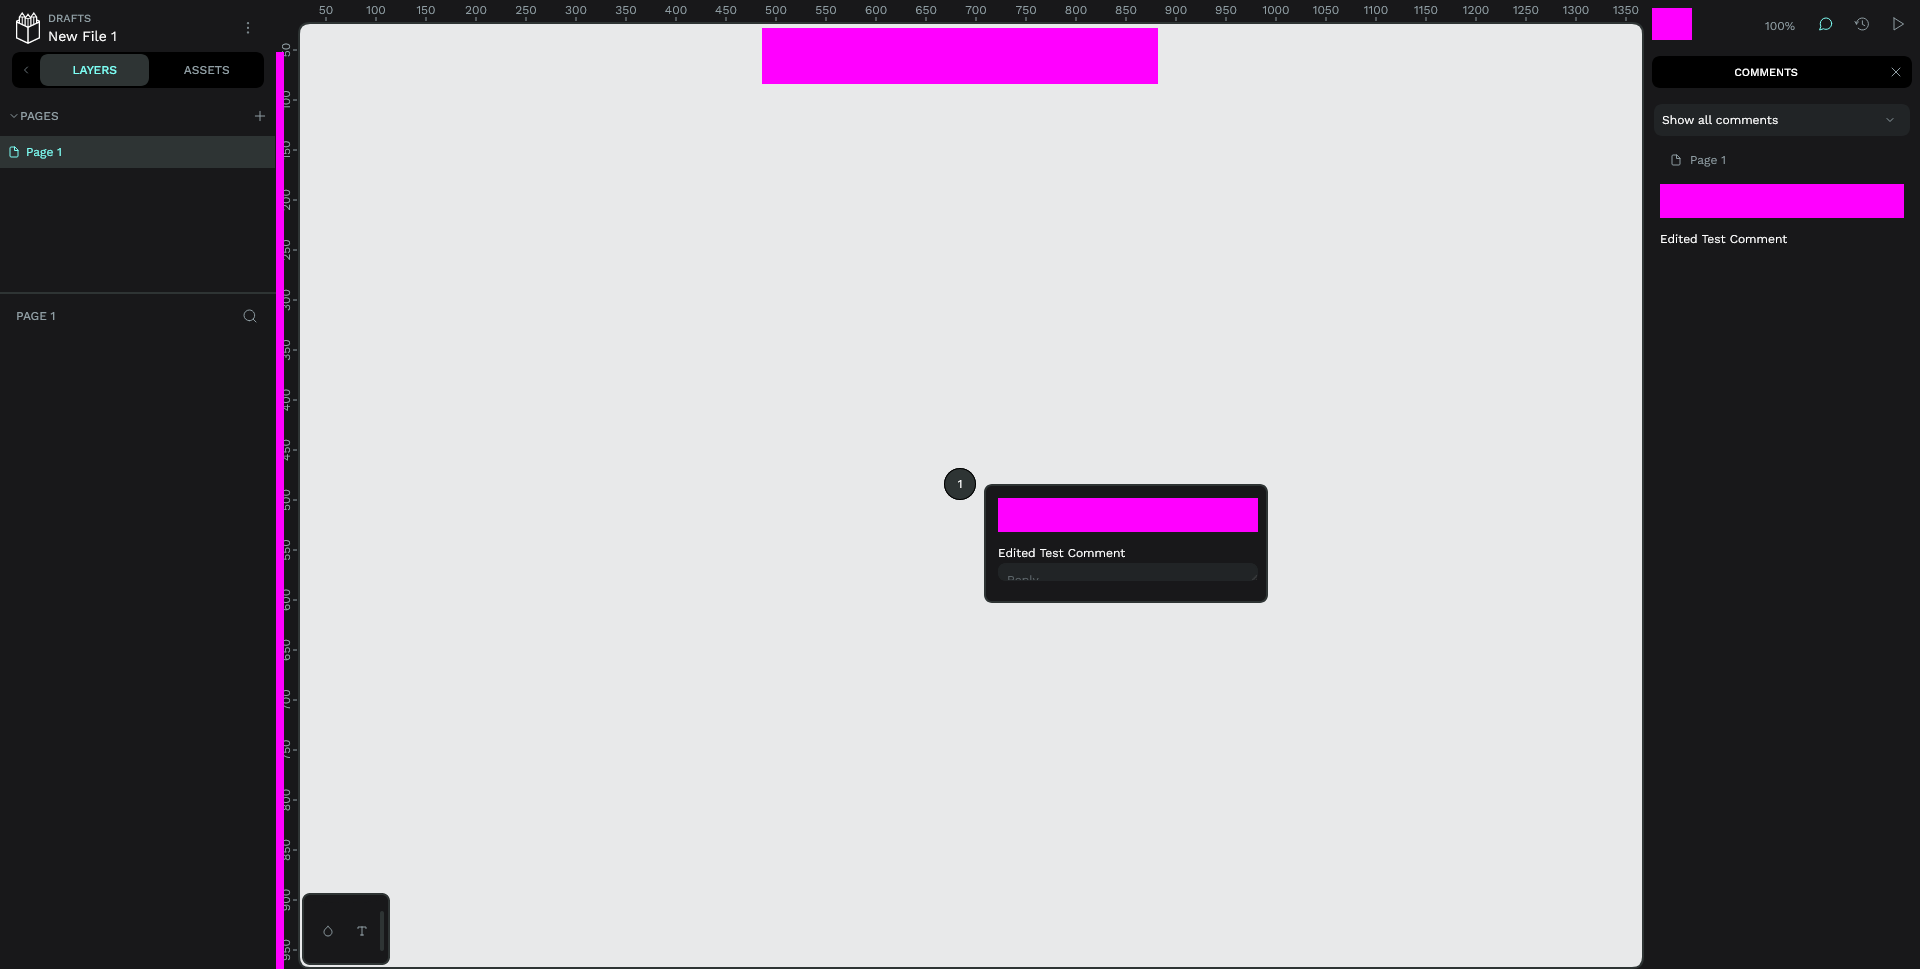 DRAFTS
New File 1
LAYERS
ASSETS
PAGES
Page 1
PAGE 1
50 100 150 200 250 300 350 400 450 500 550 600 650 700 750 800 850 900 950 1000 1050 1100 1150 1200 1250 1300 1350
50
100
150
200
250
300
350
400
450
500
550
600
650
700
750
800
850
900
950
1
Edited Test Comment
Reply
100%
COMMENTS
Show all comments
Page 1
Edited Test Comment